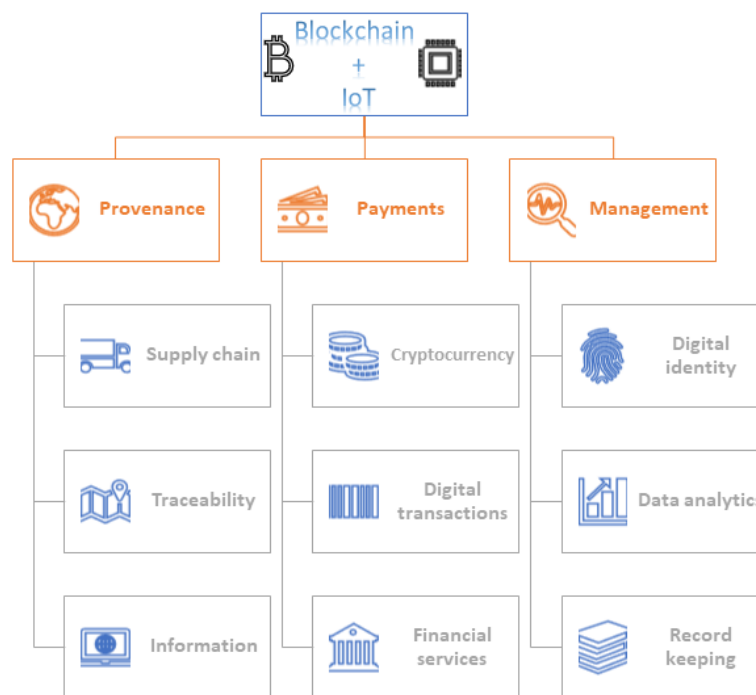 Blockchain
+
IoT
Provenance
Payments
Management
Supply chain
Cryptocurrency
Digital
identity
Traceability
Digital
transactions
Data analytics
Information
Financial
services
Record
keeping